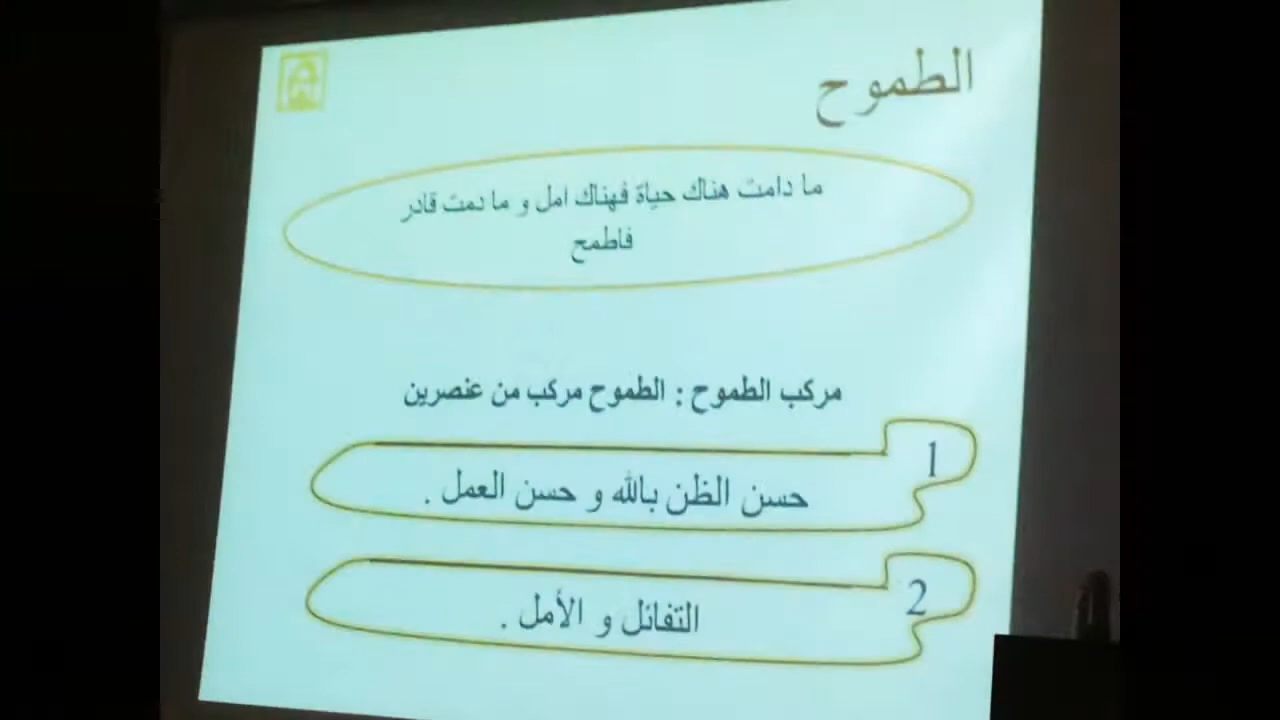 الطموح
ما دامت هناك حياة فهناك امل و ما دمت قادر
فاطمح
مركب الطموح : الطموح مركب من عنصرين
1
حسن الظن بالله و حسن العمل .
2
التفائل و الأمل .